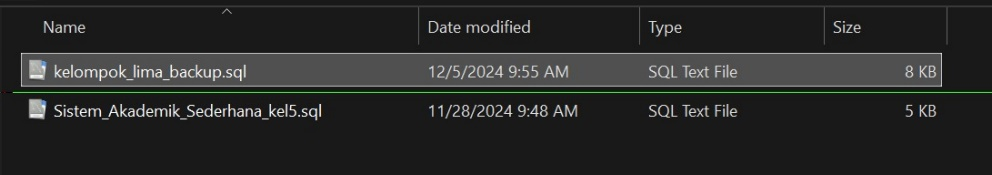 Name Date modified Type Size
kelompok_lima_backup.sql 12/5/2024 9:55 AM SQL Text File 8 KB
Sistem_Akademik_Sederhana_kel5.sql 11/28/2024 9:48 AM SQL Text File 5 KB